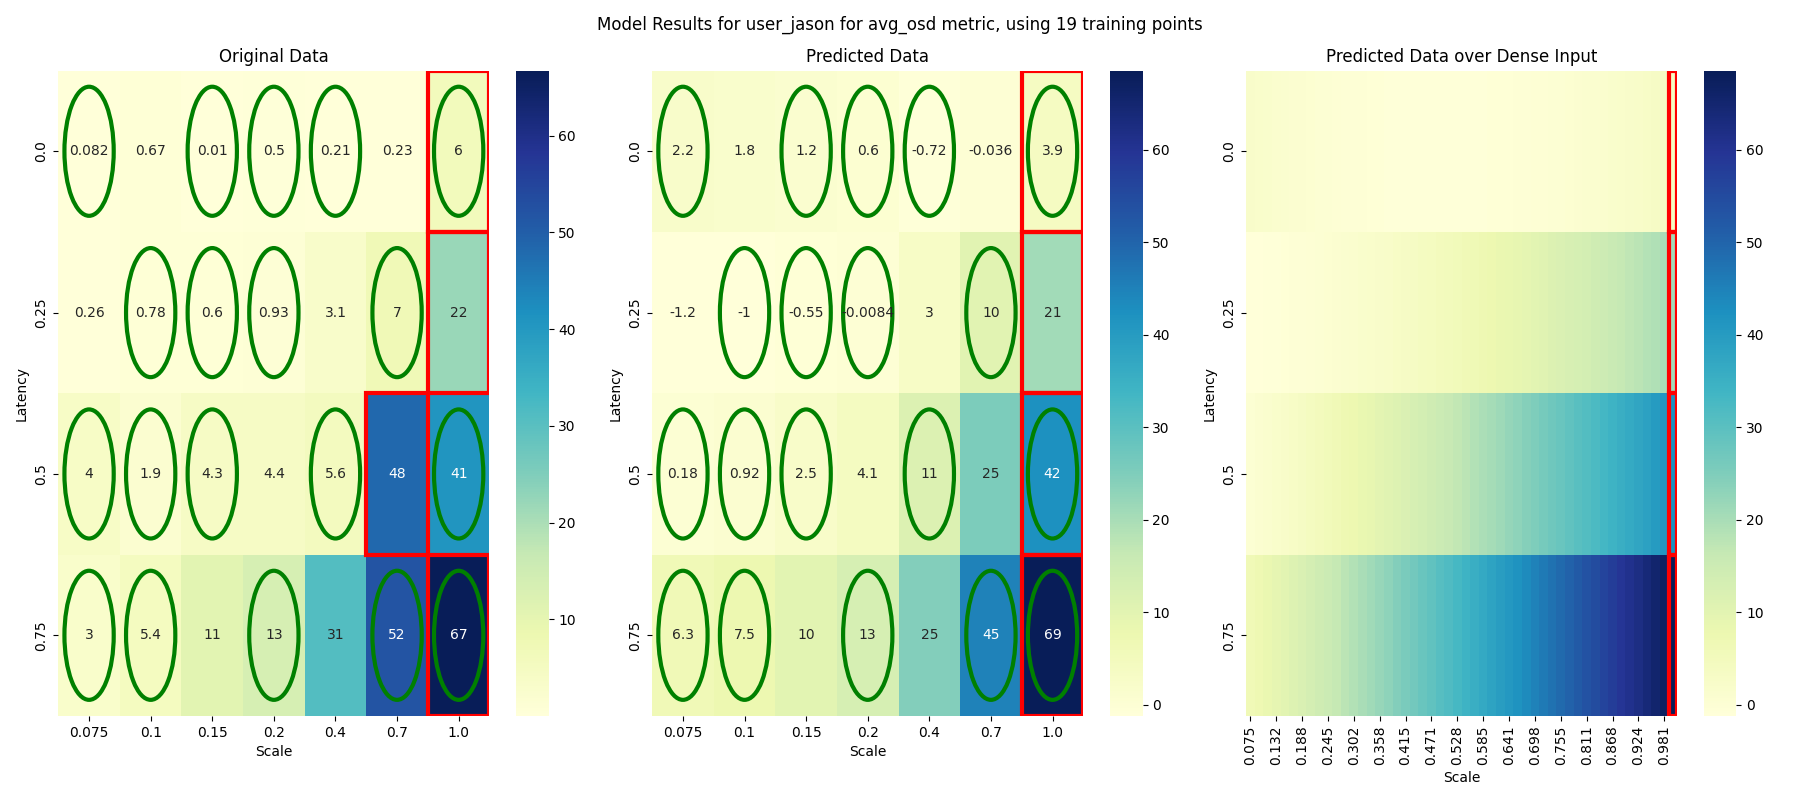 Model Results for user_jason for avg_osd metric, using 19 training points
Original Data
0.0
0.082 0.67 0.01 0.5 0.21 0.23 6
0.25
0.26 0.78 0.6 0.93 3.1 7 22
0.5
4 1.9 4.3 4.4 5.6 48 41
0.75
3 5.4 11 13 31 52 67
Latency
0.075 0.1 0.15 0.2 0.4 0.7 1.0
Scale
60
50
40
30
20
10
Predicted Data
0.0
2.2 1.8 1.2 0.6 -0.72 -0.036 3.9
0.25
-1.2 -1 -0.55 -0.0084 3 10 21
0.5
0.18 0.92 2.5 4.1 11 25 42
0.75
6.3 7.5 10 13 25 45 69
Latency
0.075 0.1 0.15 0.2 0.4 0.7 1.0
Scale
60
50
40
30
20
10
0
Predicted Data over Dense Input
0.0
0.25
0.5
0.75
Latency
0.075 0.132 0.188 0.245 0.302 0.358 0.415 0.471 0.528 0.585 0.641 0.698 0.755 0.811 0.868 0.924 0.981
Scale
60
50
40
30
20
10
0